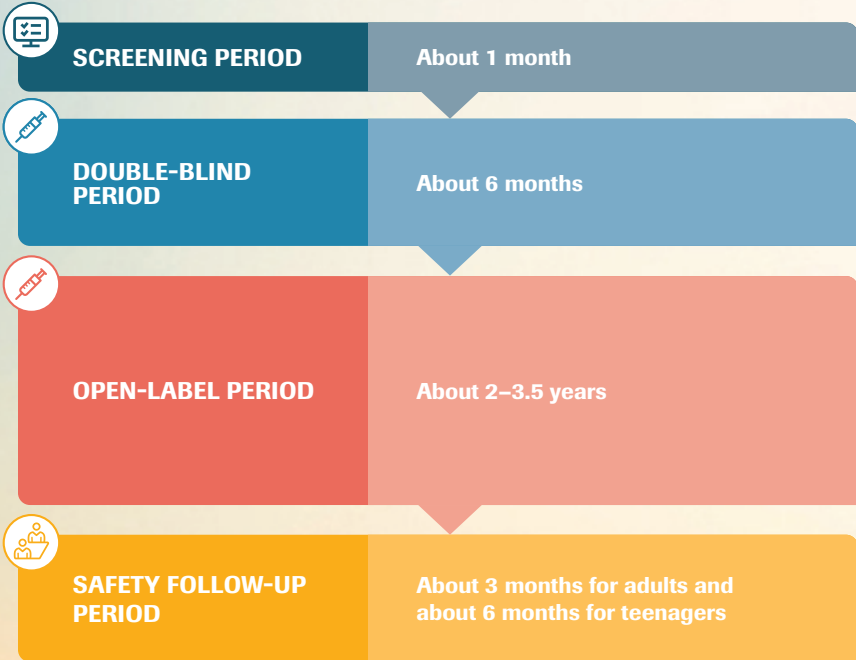 SCREENING PERIOD
About 1 month
DOUBLE-BLIND
PERIOD
About 6 months
OPEN-LABEL PERIOD
About 2–3.5 years
SAFETY FOLLOW-UP
PERIOD
About 3 months for adults and
about 6 months for teenagers